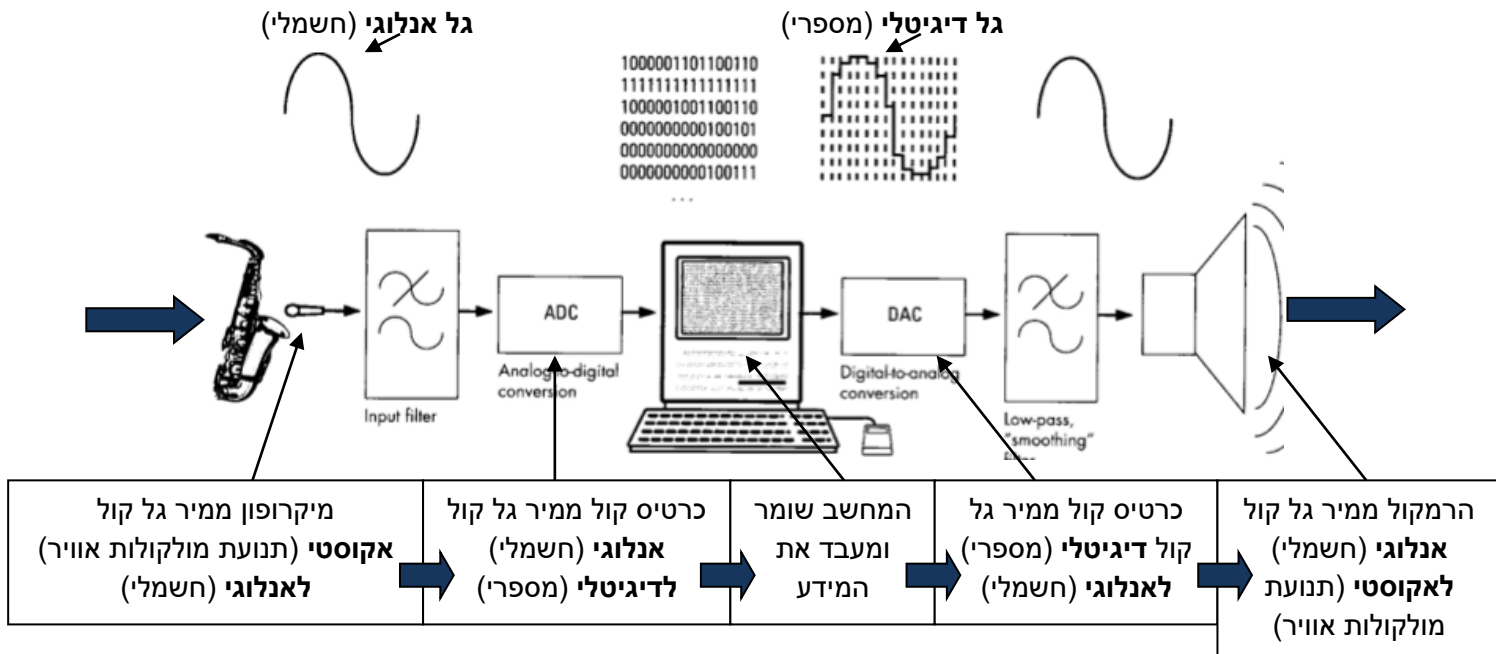 גל אנלוגי (חשמלי)
גל דיגיטלי (מספרי)
1000001101100110
1111111111111111
1000001001100110
0000000000100101
0000000000000000
0000000000100111
...
ADC
DAC
Analog-to-digital
conversion
Digital-to-analog
conversion
Input filter
Low-pass,
"smoothing"
filter
מיקרופון ממיר גל קול
אקוסטי (תנועת מולקולות אוויר)
לאנלוגי (חשמלי)
כרטיס קול ממיר גל קול
אנלוגי (חשמלי)
לדיגיטלי (מספרי)
המחשב שומר
ומעבד את
המידע
כרטיס קול ממיר גל
קול דיגיטלי (מספרי)
לאנלוגי (חשמלי)
הרמקול ממיר גל קול
אנלוגי (חשמלי)
לאקוסטי (תנועת
מולקולות אוויר)